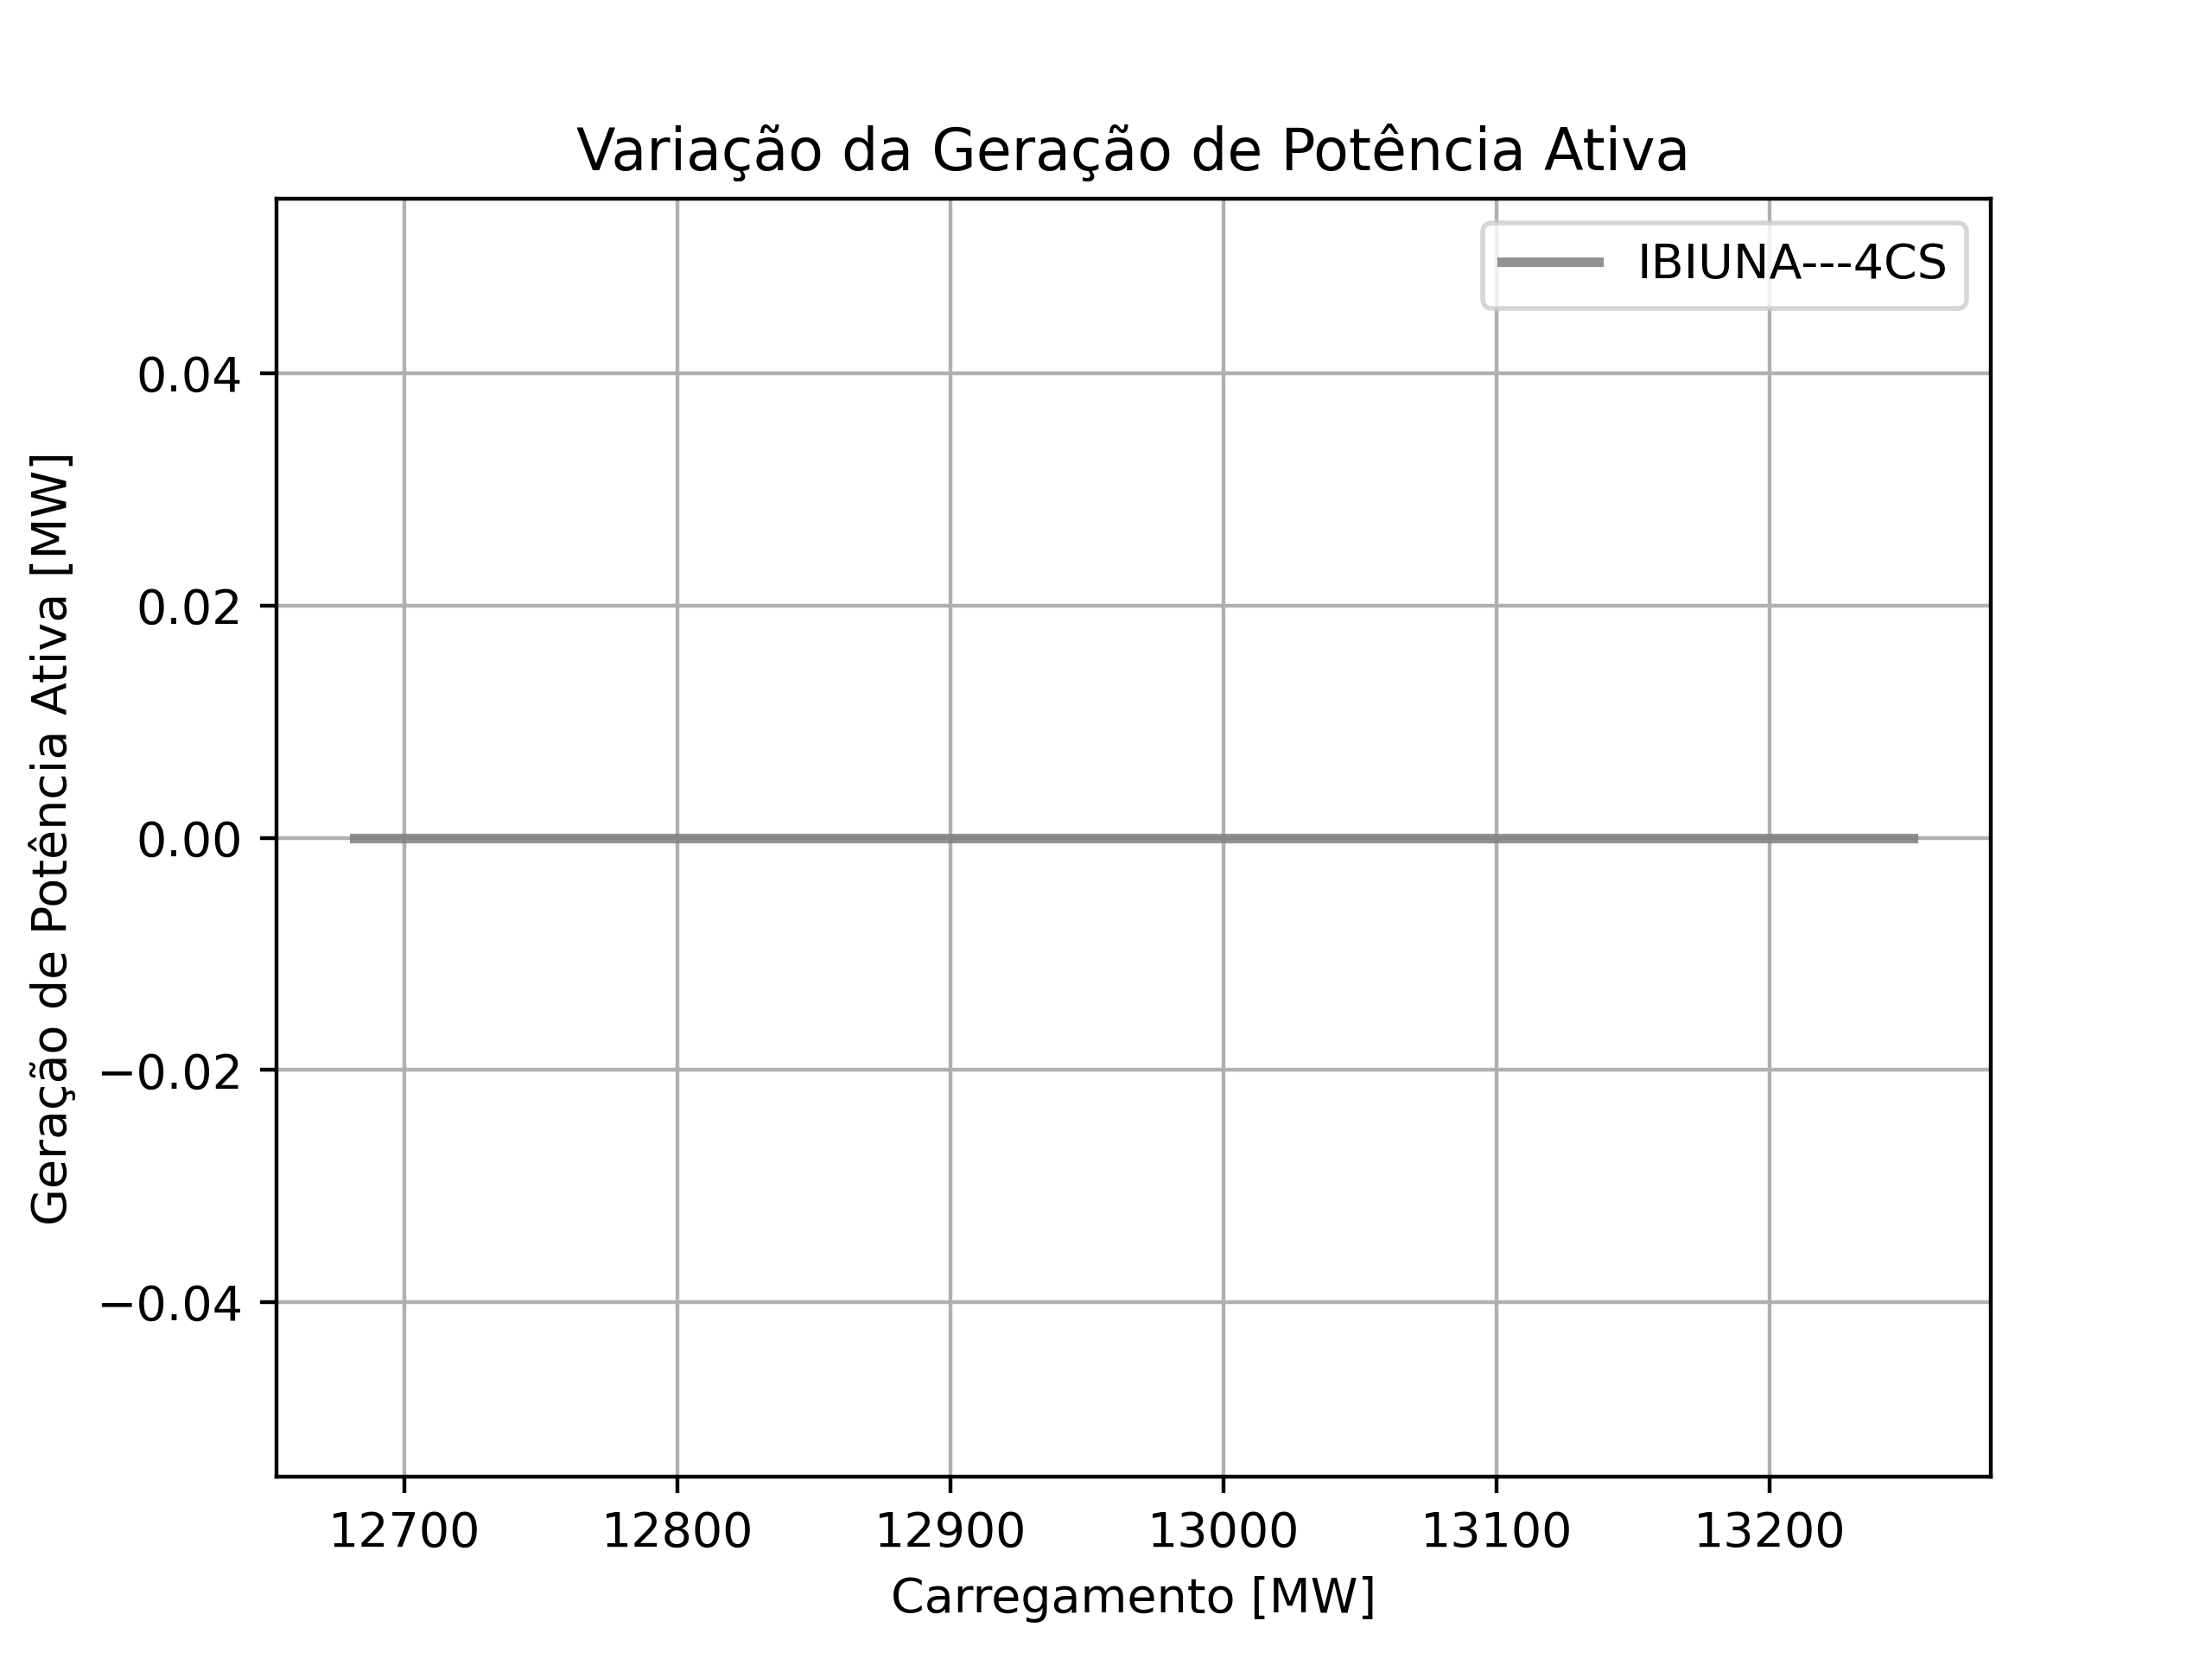 Variação da Geração de Potência Ativa
IBIUNA---4CS
Geração de Potência Ativa [MW]
0.04
0.02
0.00
−0.02
−0.04
12700 12800 12900 13000 13100 13200
Carregamento [MW]